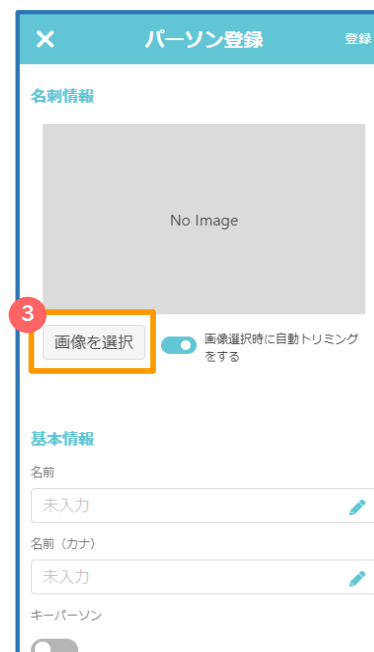 パーソン登録
登録
名刺情報
No Image
3
画像を選択
画像選択時に自動トリミング
をする
基本情報
名前
未入力
名前（カナ）
未入力
キーパーソン